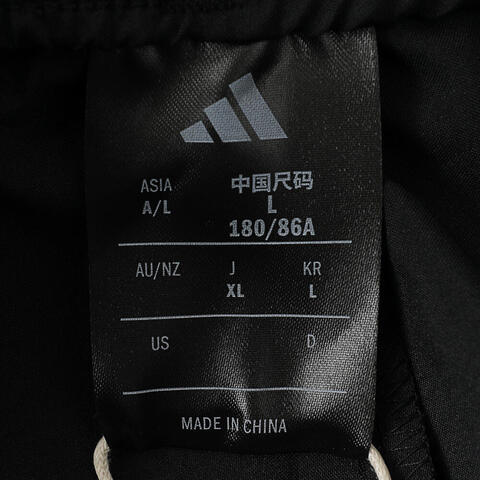 ASIA 中国尺码
A/L L
180/86A
AU/NZ J KR
XL L
US D
MADE IN CHINA